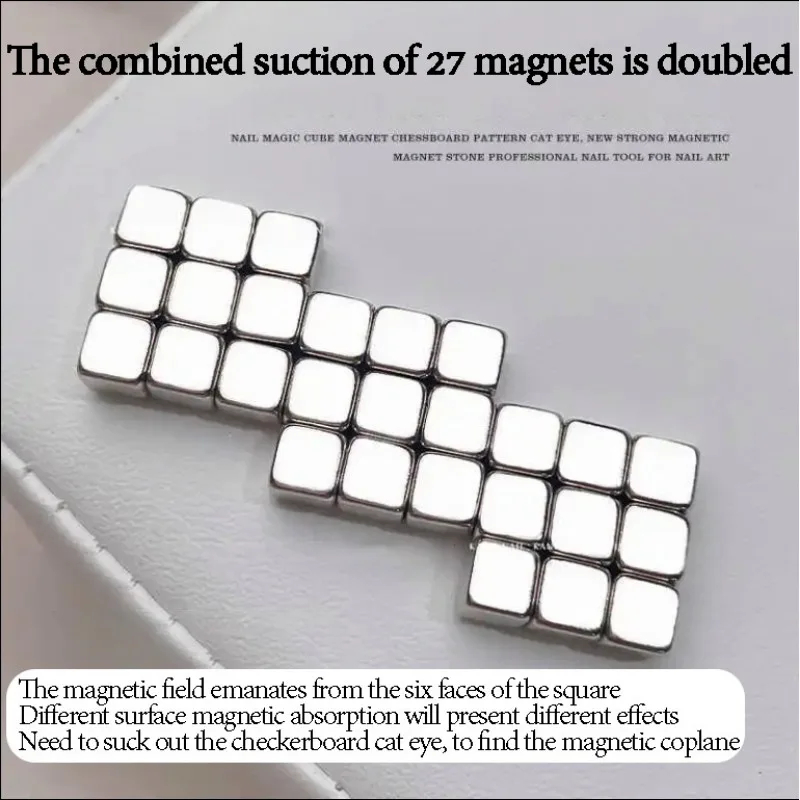 The combined suction of 27 magnets is doubled
NAIL MAGIC CUBE MAGNET CHESSBOARD PATTERN CAT EYE, NEW STRONG MAGNETIC
MAGNET STONE PROFESSIONAL NAIL TOOL FOR NAIL ART
The magnetic field emanates from the six faces of the square
Different surface magnetic absorption will present different effects
Need to suck out the checkerboard cat eye, to find the magnetic coplane